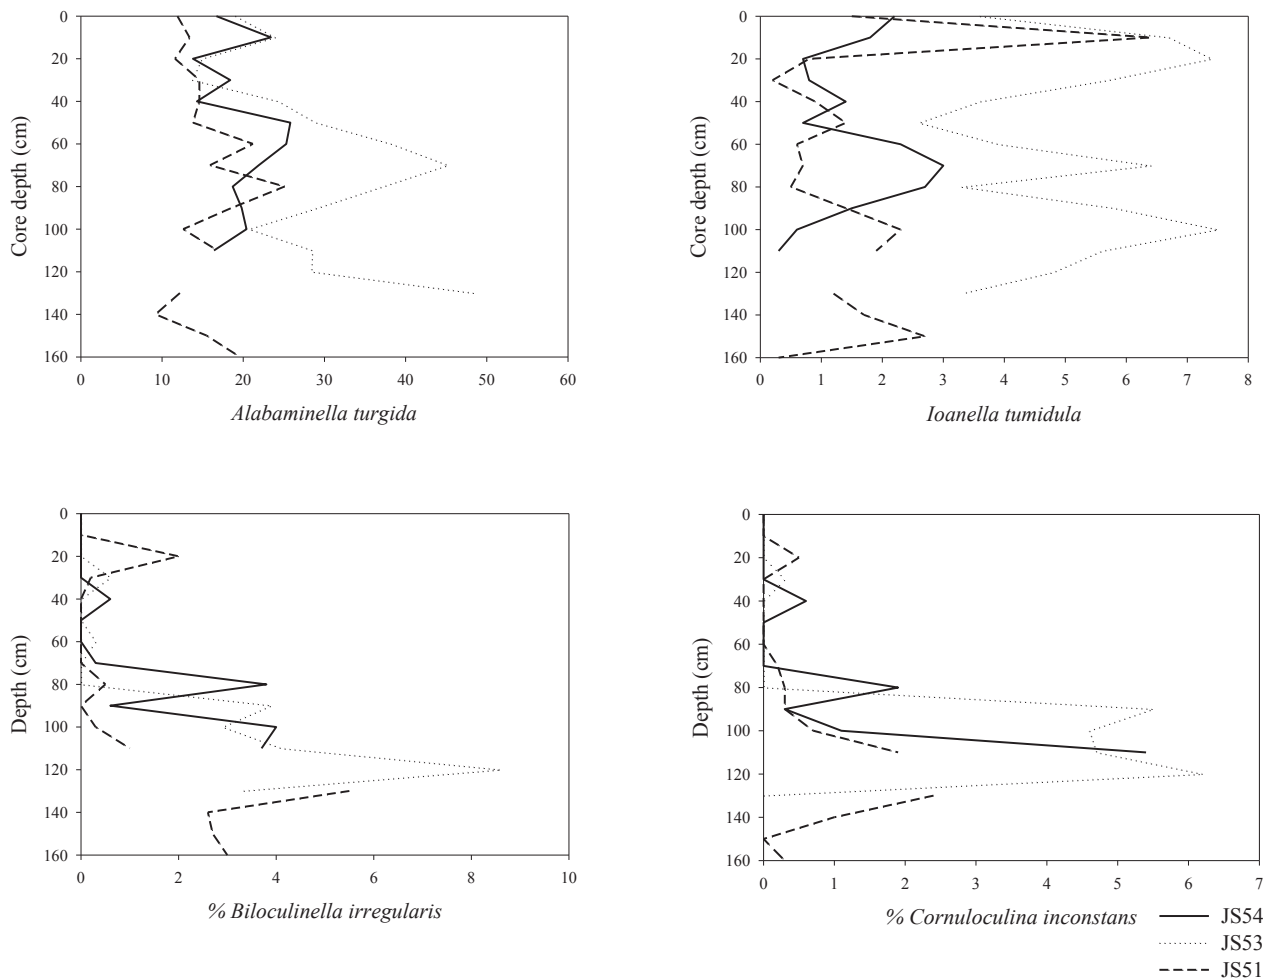 0
20
40
60
80
100
120
140
160
Core depth (cm)
0 10 20 30 40 50 60
Alabaminella turgida
0
20
40
60
80
100
120
140
160
Core depth (cm)
0 1 2 3 4 5 6 7 8
Ioanella tumidula
0
20
40
60
80
100
120
140
160
Depth (cm)
0 2 4 6 8 10
% Biloculinella irregularis
0
20
40
60
80
100
120
140
160
Depth (cm)
0 1 2 3 4 5 6 7
% Cornuloculina inconstans
JS54
JS53
JS51